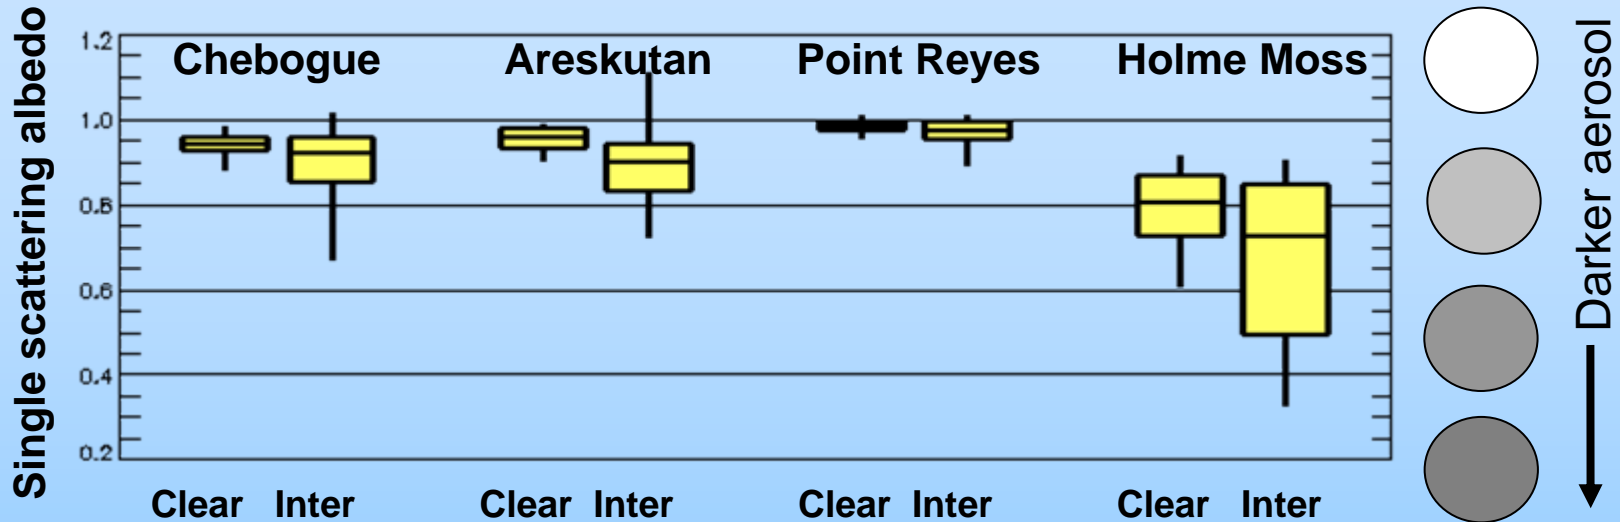 Single scattering albedo
1.2
1.0
0.8
0.6
0.4
0.2
Chebogue Areskutan Point Reyes Holme Moss
Clear Inter Clear Inter Clear Inter Clear Inter
Darker aerosol